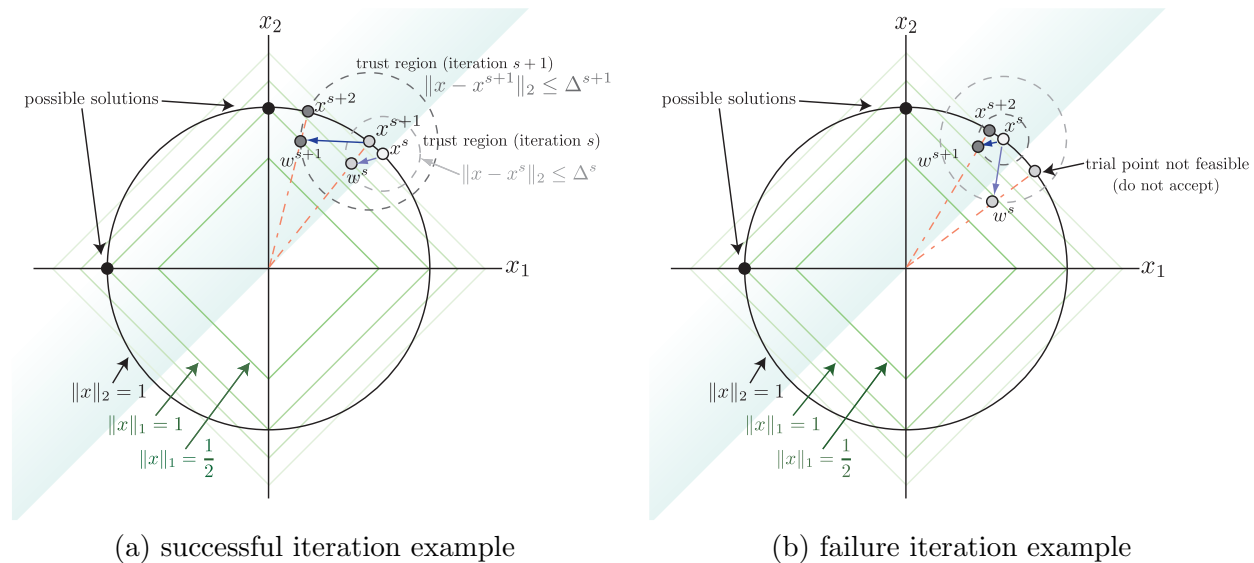 x₂
trust region (iteration s + 1)
‖x − x^{s+1}‖₂ ≤ Δ^{s+1}
possible solutions
x^{s+2}
x^{s+1}
trust region (iteration s)
w^{s+1}
x^s
w^s
‖x − x^s‖₂ ≤ Δ^s
x₁
‖x‖₂ = 1
‖x‖₁ = 1
‖x‖₁ = 1/2
(a) successful iteration example
x₂
possible solutions
x^{s+2}
x^s
w^{s+1}
trial point not feasible
(do not accept)
w^s
x₁
‖x‖₂ = 1
‖x‖₁ = 1
‖x‖₁ = 1/2
(b) failure iteration example